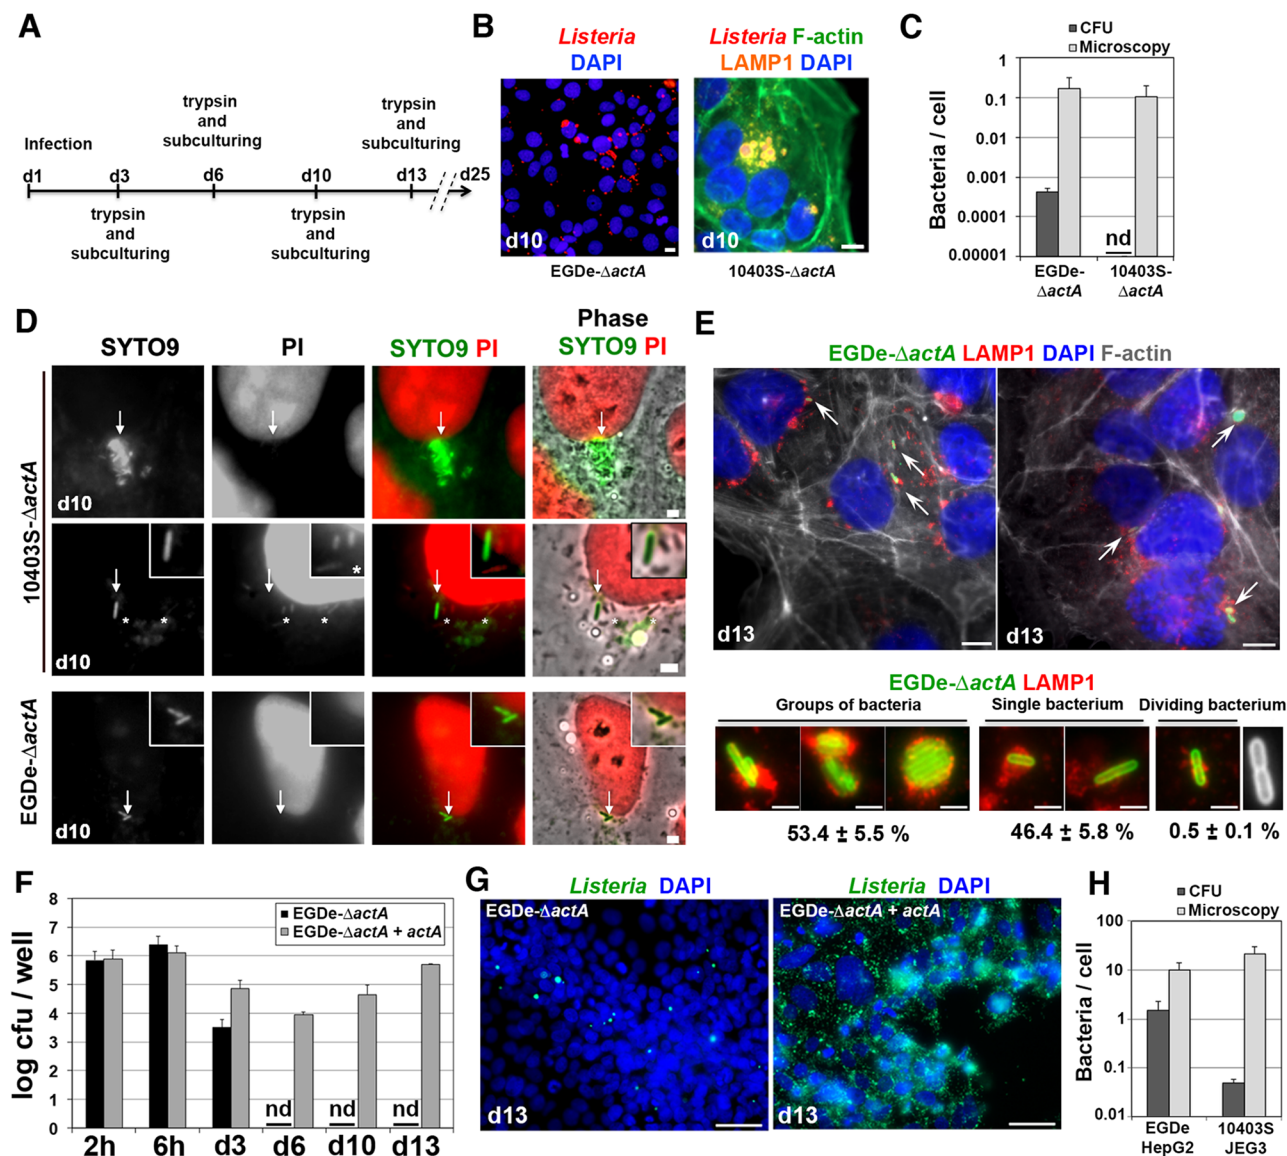 A
Infection
d1
d3
d6
d10
d13
d25
trypsin
and
subculturing
trypsin
and
subculturing
trypsin
and
subculturing
trypsin
and
subculturing
B
Listeria
DAPI
d10
EGDe-ΔactA
Listeria F-actin
LAMP1 DAPI
d10
10403S-ΔactA
C
CFU
Microscopy
Bacteria / cell
1
0.1
0.01
0.001
0.0001
0.00001
nd
EGDe-
ΔactA
10403S-
ΔactA
D
SYTO9
PI
SYTO9 PI
Phase
SYTO9 PI
10403S-ΔactA
d10
d10
* *
* *
*
* *
* *
EGDe-ΔactA
d10
E
EGDe-ΔactA LAMP1 DAPI F-actin
d13
d13
EGDe-ΔactA LAMP1
Groups of bacteria
Single bacterium
Dividing bacterium
53.4 ± 5.5 %
46.4 ± 5.8 %
0.5 ± 0.1 %
F
log cfu / well
8
7
6
5
4
3
2
1
0
EGDe-ΔactA
EGDe-ΔactA + actA
nd
nd
nd
2h
6h
d3
d6
d10
d13
G
Listeria DAPI
EGDe-ΔactA
d13
Listeria DAPI
EGDe-ΔactA + actA
d13
H
CFU
Microscopy
Bacteria / cell
100
10
1
0.1
0.01
EGDe
HepG2
10403S
JEG3